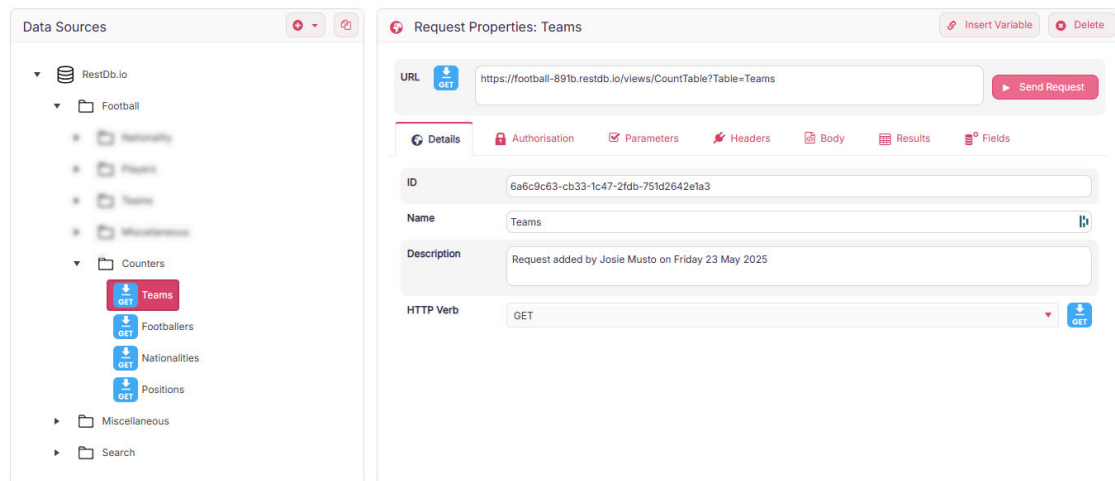 Data Sources
RestDb.io
Football
Counters
GET Teams
GET Footballers
GET Nationalities
GET Positions
Miscellaneous
Search
Request Properties: Teams
Insert Variable
Delete
URL GET https://football-891b.restdb.io/views/CountTable?Table=Teams
Send Request
Details Authorisation Parameters Headers Body Results Fields
ID 6a6c9c63-cb33-1c47-2fdb-751d2642e1a3
Name Teams
Description Request added by Josie Musto on Friday 23 May 2025
HTTP Verb GET GET